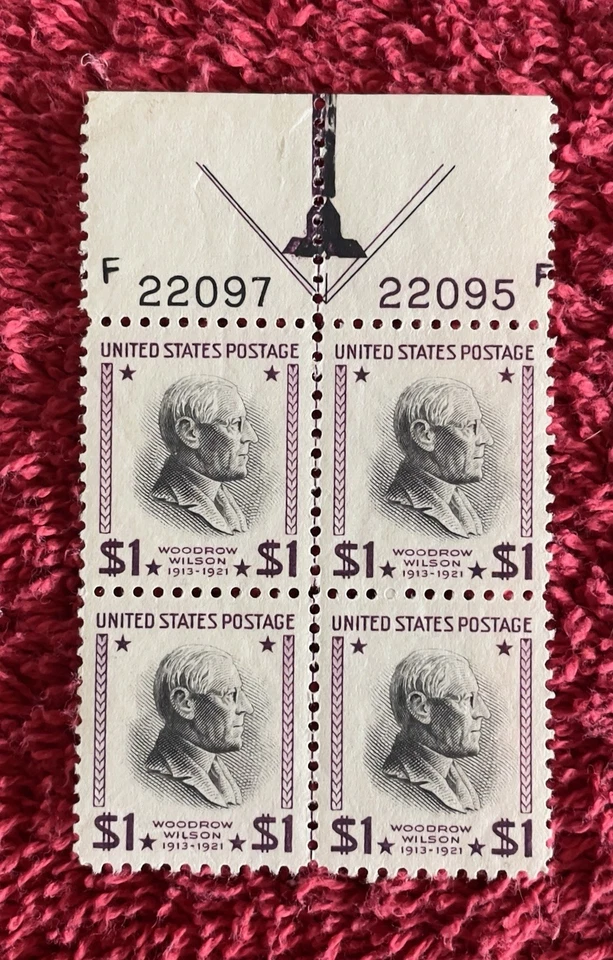 F 22097 22095 F
UNITED STATES POSTAGE UNITED STATES POSTAGE
$1 WOODROW WILSON 1913-1921 $1 $1 WOODROW WILSON 1913-1921 $1
UNITED STATES POSTAGE UNITED STATES POSTAGE
$1 WOODROW WILSON 1913-1921 $1 $1 WOODROW WILSON 1913-1921 $1